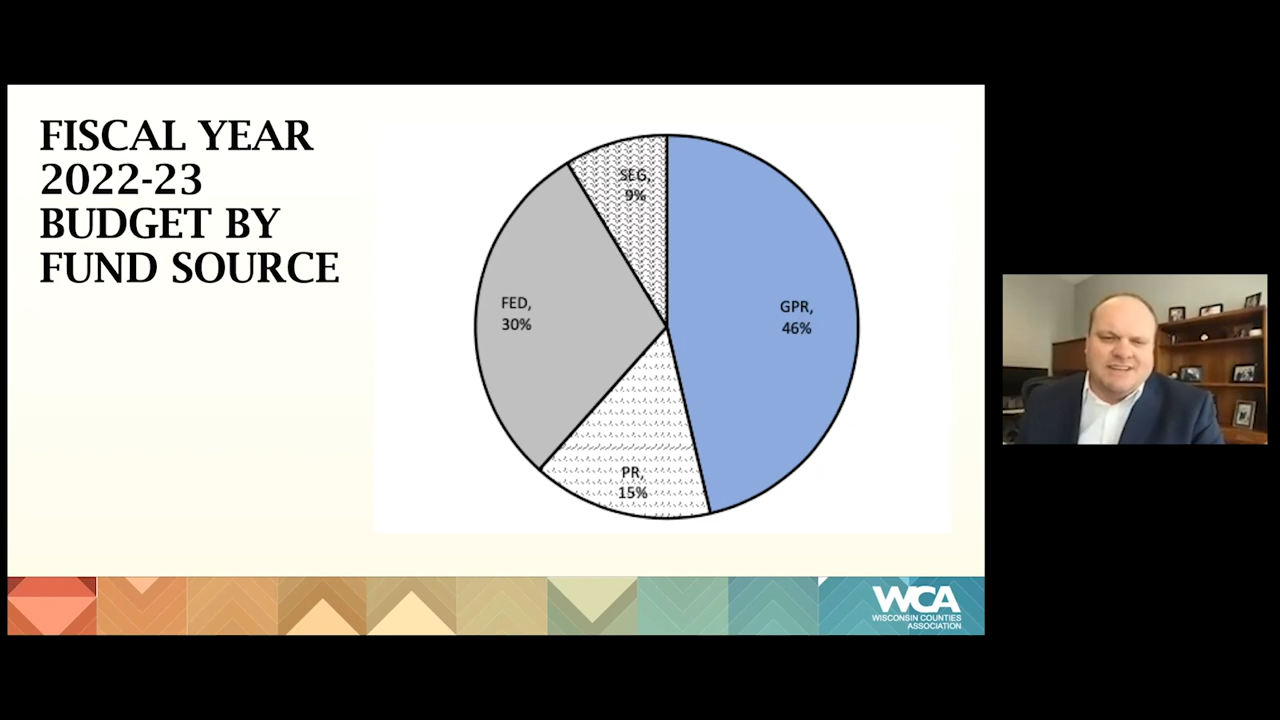 FISCAL YEAR
2022-23
BUDGET BY
FUND SOURCE
SEG,
9%
GPR,
46%
FED,
30%
PR,
15%
WCA
WISCONSIN COUNTIES
ASSOCIATION